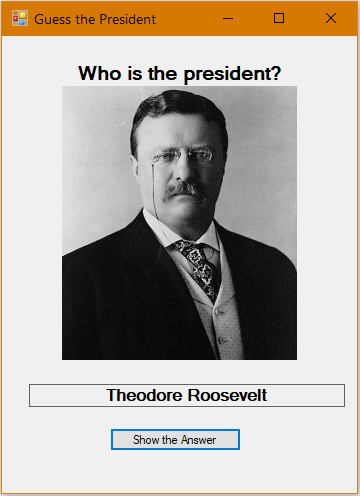 Guess the President
Who is the president?
Theodore Roosevelt
Show the Answer